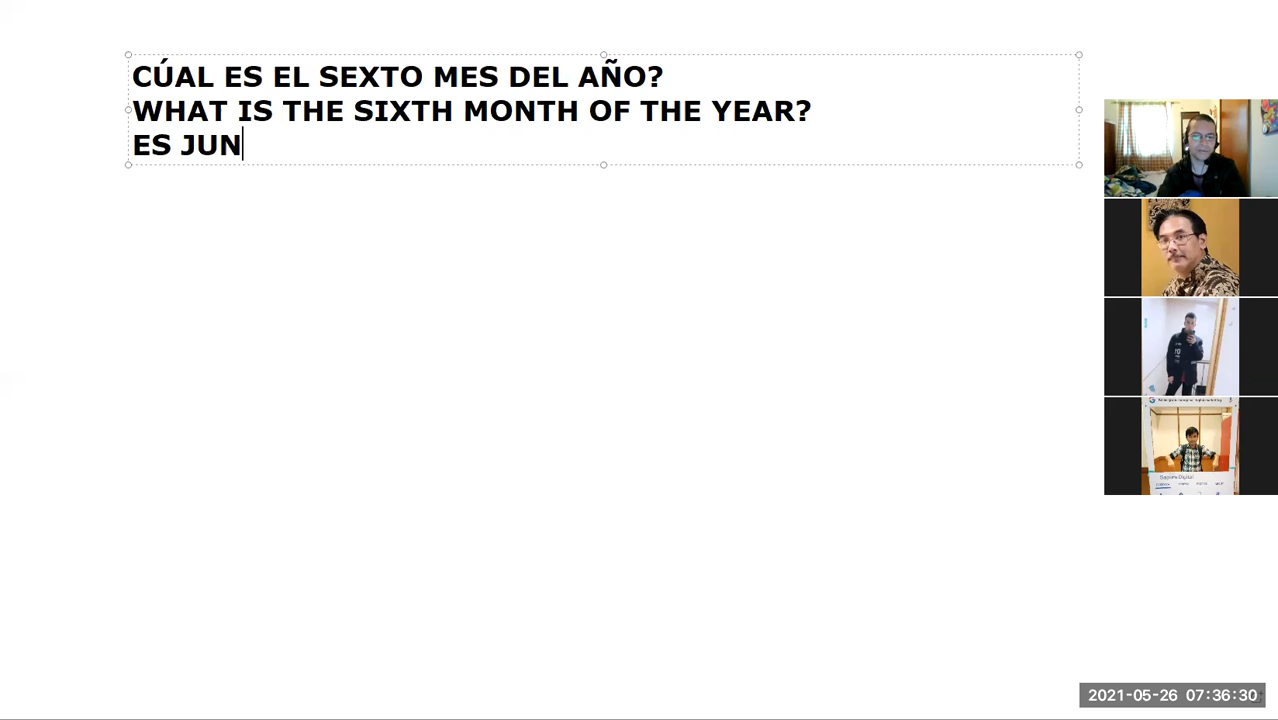 CÚAL ES EL SEXTO MES DEL AÑO?
WHAT IS THE SIXTH MONTH OF THE YEAR?
ES JUN
2021-05-26 07:36:30